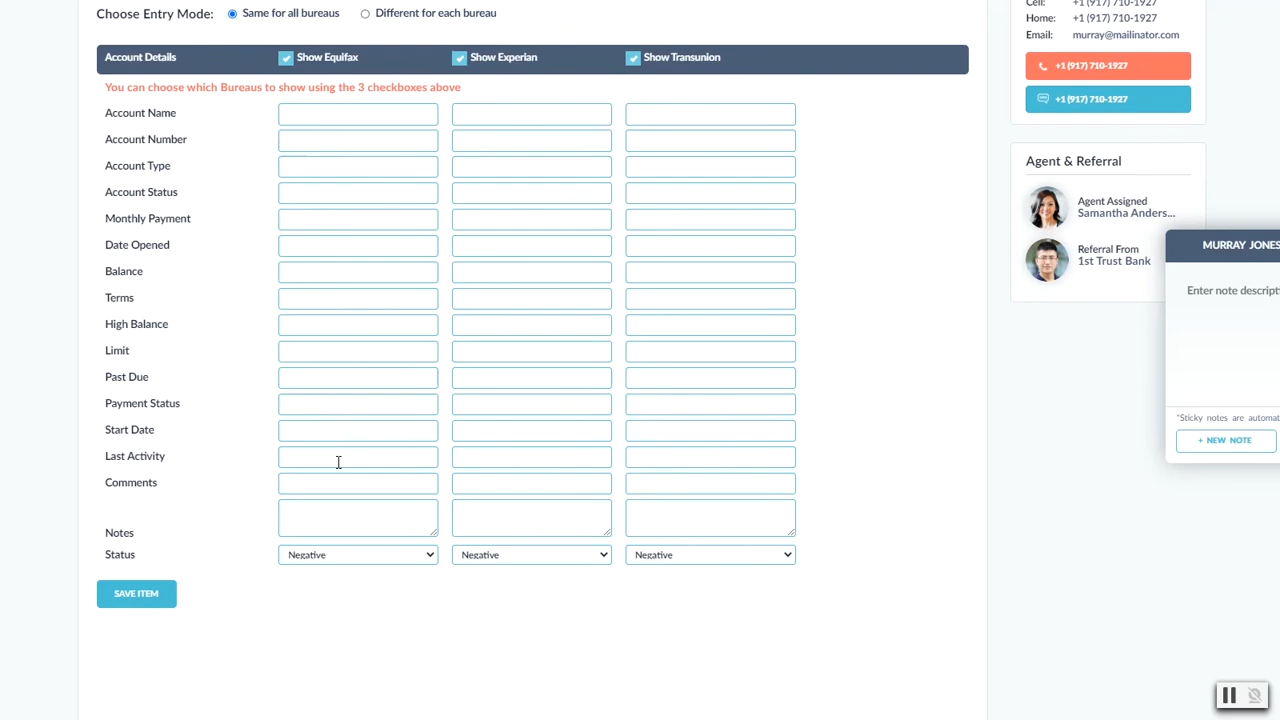 Choose Entry Mode: Same for all bureaus Different for each bureau
Account Details Show Equifax Show Experian Show Transunion
You can choose which Bureaus to show using the 3 checkboxes above
Account Name
Account Number
Account Type
Account Status
Monthly Payment
Date Opened
Balance
Terms
High Balance
Limit
Past Due
Payment Status
Start Date
Last Activity
Comments
Notes
Status Negative Negative Negative
SAVE ITEM
Cell: +1 (917) 710-1927
Home: +1 (917) 710-1927
Email: murray@mailinator.com
+1 (917) 710-1927
+1 (917) 710-1927
Agent & Referral
Agent Assigned
Samantha Anders...
Referral From
1st Trust Bank
MURRAY JONES
Enter note descripti
*Sticky notes are automat
+ NEW NOTE